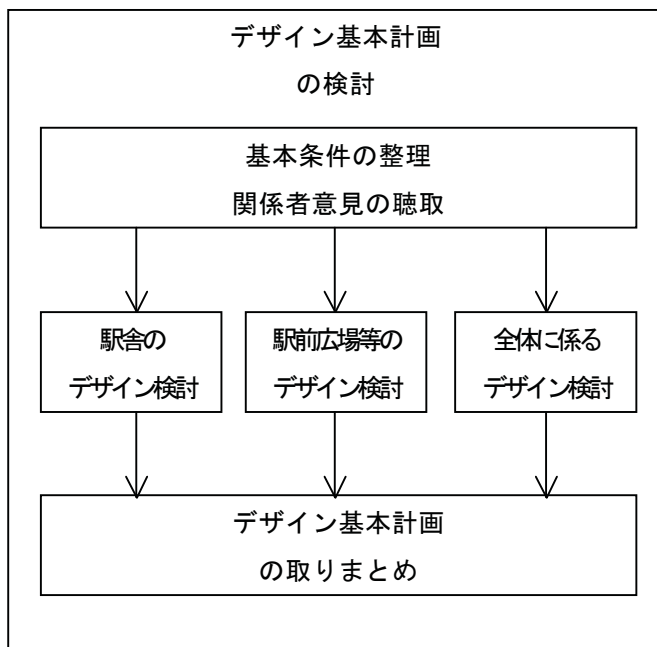 デザイン基本計画
の検討
基本条件の整理
関係者意見の聴取
駅舎の
デザイン検討
駅前広場等の
デザイン検討
全体に係る
デザイン検討
デザイン基本計画
の取りまとめ